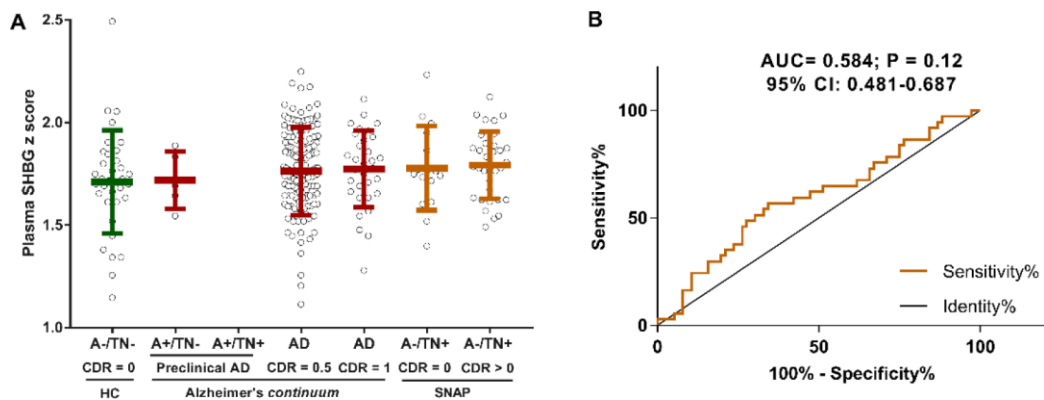 A
Plasma SHBG z score
2.5
2.0
1.5
1.0
A-/TN- A+/TN- A+/TN+ AD AD A-/TN+ A-/TN+
CDR = 0 Preclinical AD CDR = 0.5 CDR = 1 CDR = 0 CDR > 0
HC Alzheimer's continuum SNAP
B
AUC= 0.584; P = 0.12
95% CI: 0.481-0.687
Sensitivity%
100
50
0
Sensitivity%
Identity%
0 50 100
100% - Specificity%